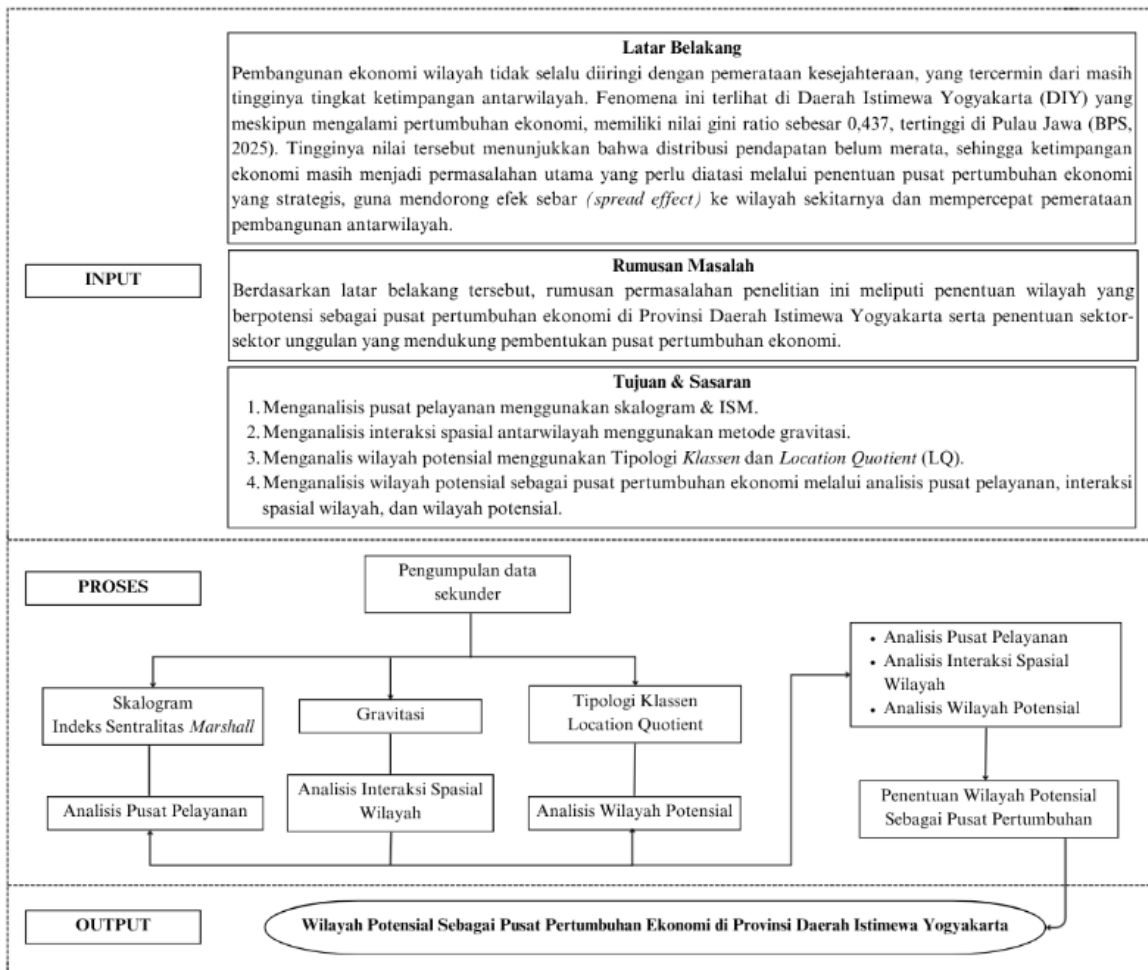 Latar Belakang
Pembangunan ekonomi wilayah tidak selalu diiringi dengan pemerataan kesejahteraan, yang tercermin dari masih
tingginya tingkat ketimpangan antarwilayah. Fenomena ini terlihat di Daerah Istimewa Yogyakarta (DIY) yang
meskipun mengalami pertumbuhan ekonomi, memiliki nilai gini ratio sebesar 0,437, tertinggi di Pulau Jawa (BPS,
2025). Tingginya nilai tersebut menunjukkan bahwa distribusi pendapatan belum merata, sehingga ketimpangan
ekonomi masih menjadi permasalahan utama yang perlu diatasi melalui penentuan pusat pertumbuhan ekonomi
yang strategis, guna mendorong efek sebar (spread effect) ke wilayah sekitarnya dan mempercepat pemerataan
pembangunan antarwilayah.
INPUT
Rumusan Masalah
Berdasarkan latar belakang tersebut, rumusan permasalahan penelitian ini meliputi penentuan wilayah yang
berpotensi sebagai pusat pertumbuhan ekonomi di Provinsi Daerah Istimewa Yogyakarta serta penentuan sektor-
sektor unggulan yang mendukung pembentukan pusat pertumbuhan ekonomi.
Tujuan & Sasaran
1. Menganalisis pusat pelayanan menggunakan skalogram & ISM.
2. Menganalisis interaksi spasial antarwilayah menggunakan metode gravitasi.
3. Menganalis wilayah potensial menggunakan Tipologi Klassen dan Location Quotient (LQ).
4. Menganalisis wilayah potensial sebagai pusat pertumbuhan ekonomi melalui analisis pusat pelayanan, interaksi
spasial wilayah, dan wilayah potensial.
PROSES
Pengumpulan data
sekunder
Skalogram
Indeks Sentralitas Marshall
Gravitasi
Tipologi Klassen
Location Quotient
Analisis Pusat Pelayanan
Analisis Interaksi Spasial
Wilayah
Analisis Wilayah Potensial
• Analisis Pusat Pelayanan
• Analisis Interaksi Spasial
Wilayah
• Analisis Wilayah Potensial
Penentuan Wilayah Potensial
Sebagai Pusat Pertumbuhan
OUTPUT
Wilayah Potensial Sebagai Pusat Pertumbuhan Ekonomi di Provinsi Daerah Istimewa Yogyakarta